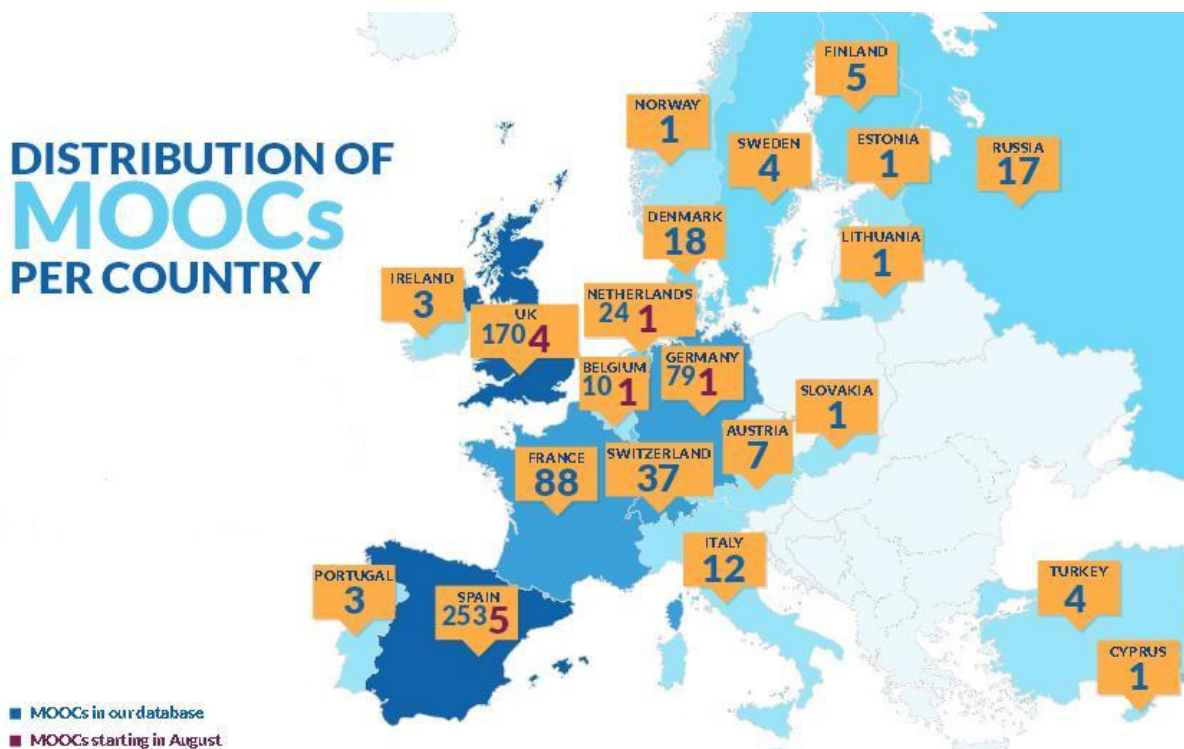 DISTRIBUTION OF
MOOCs
PER COUNTRY
FINLAND
5
NORWAY
1
SWEDEN
4
ESTONIA
1
RUSSIA
17
DENMARK
18
LITHUANIA
1
IRELAND
3
NETHERLANDS
24 1
UK
170 4
BELGIUM
10 1
GERMANY
79 1
SLOVAKIA
1
AUSTRIA
7
FRANCE
88
SWITZERLAND
37
ITALY
12
PORTUGAL
3
SPAIN
253 5
TURKEY
4
CYPRUS
1
MOOCs in our database
MOOCs starting in August